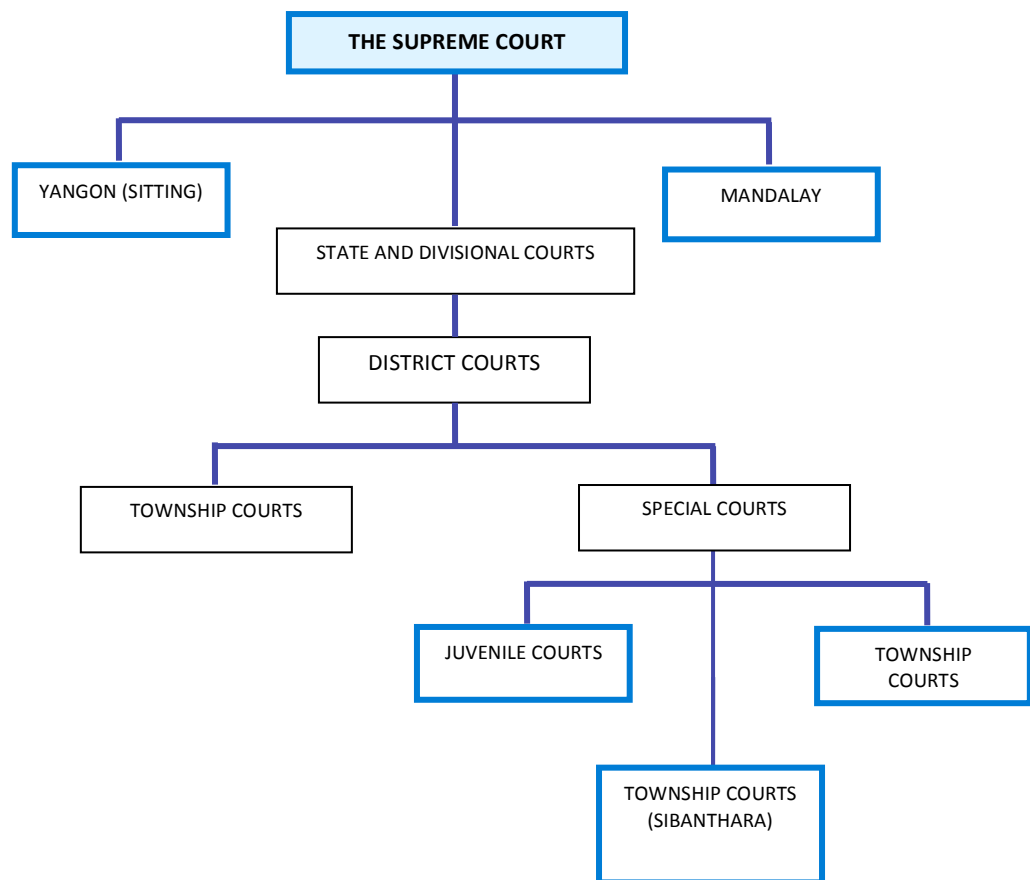 THE SUPREME COURT
YANGON (SITTING)
MANDALAY
STATE AND DIVISIONAL COURTS
DISTRICT COURTS
TOWNSHIP COURTS
SPECIAL COURTS
JUVENILE COURTS
TOWNSHIP
COURTS
TOWNSHIP COURTS
(SIBANTHARA)